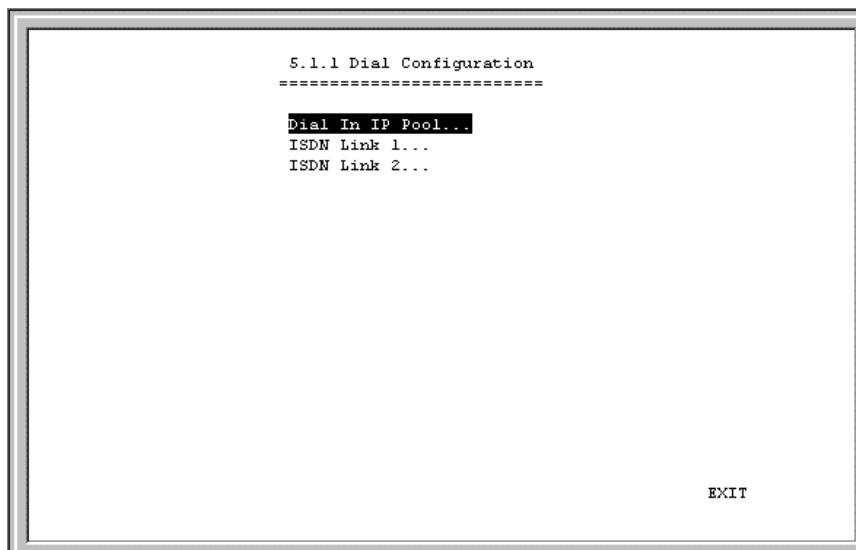 5.1.1 Dial Configuration
==========================
Dial In IP Pool...
ISDN Link 1...
ISDN Link 2...
EXIT